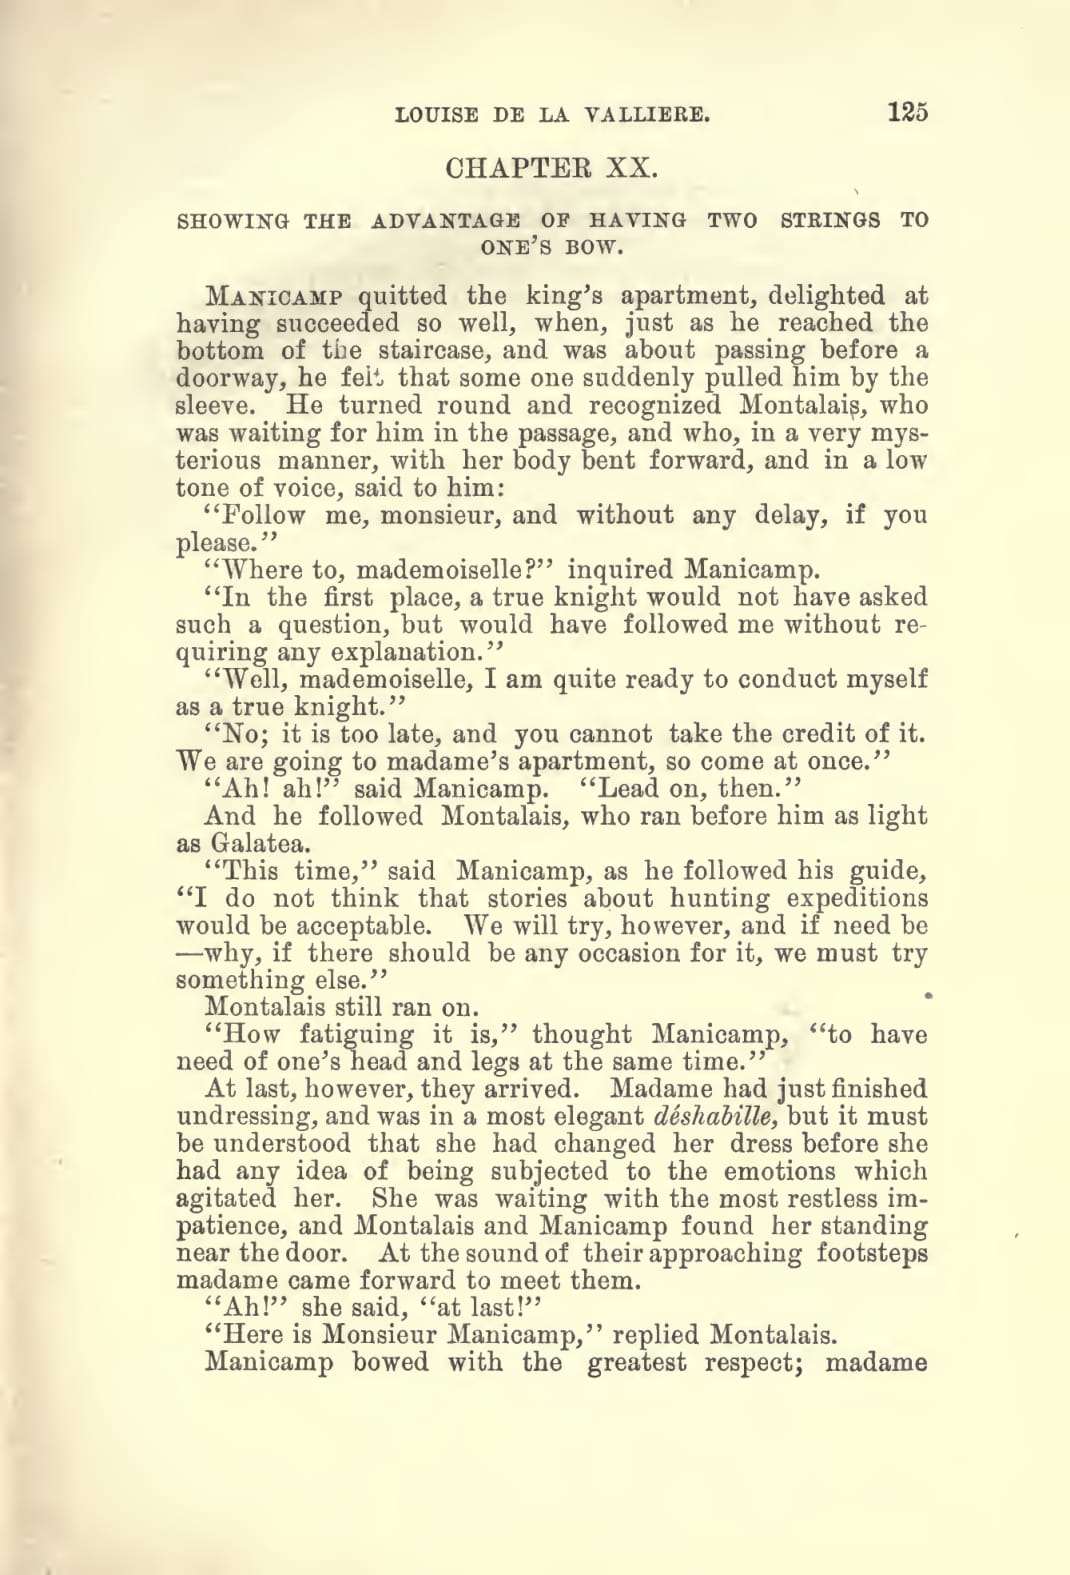 LOUISE DE LA VALLIERE. 125
CHAPTER XX.
SHOWING THE ADVANTAGE OF HAVING TWO STRINGS TO
ONE'S BOW.
MANICAMP quitted the king's apartment, delighted at
having succeeded so well, when, just as he reached the
bottom of the staircase, and was about passing before a
doorway, he felt that some one suddenly pulled him by the
sleeve. He turned round and recognized Montalais, who
was waiting for him in the passage, and who, in a very mys-
terious manner, with her body bent forward, and in a low
tone of voice, said to him:
“Follow me, monsieur, and without any delay, if you
please.”
“Where to, mademoiselle?” inquired Manicamp.
“In the first place, a true knight would not have asked
such a question, but would have followed me without re-
quiring any explanation.”
“Well, mademoiselle, I am quite ready to conduct myself
as a true knight.”
“No; it is too late, and you cannot take the credit of it.
We are going to madame's apartment, so come at once.”
“Ah! ah!” said Manicamp. “Lead on, then.”
And he followed Montalais, who ran before him as light
as Galatea.
“This time,” said Manicamp, as he followed his guide,
“I do not think that stories about hunting expeditions
would be acceptable. We will try, however, and if need be
—why, if there should be any occasion for it, we must try
something else.”
Montalais still ran on.
“How fatiguing it is,” thought Manicamp, “to have
need of one's head and legs at the same time.”
At last, however, they arrived. Madame had just finished
undressing, and was in a most elegant déshabille, but it must
be understood that she had changed her dress before she
had any idea of being subjected to the emotions which
agitated her. She was waiting with the most restless im-
patience, and Montalais and Manicamp found her standing
near the door. At the sound of their approaching footsteps
madame came forward to meet them.
“Ah!” she said, “at last!”
“Here is Monsieur Manicamp,” replied Montalais.
Manicamp bowed with the greatest respect; madame